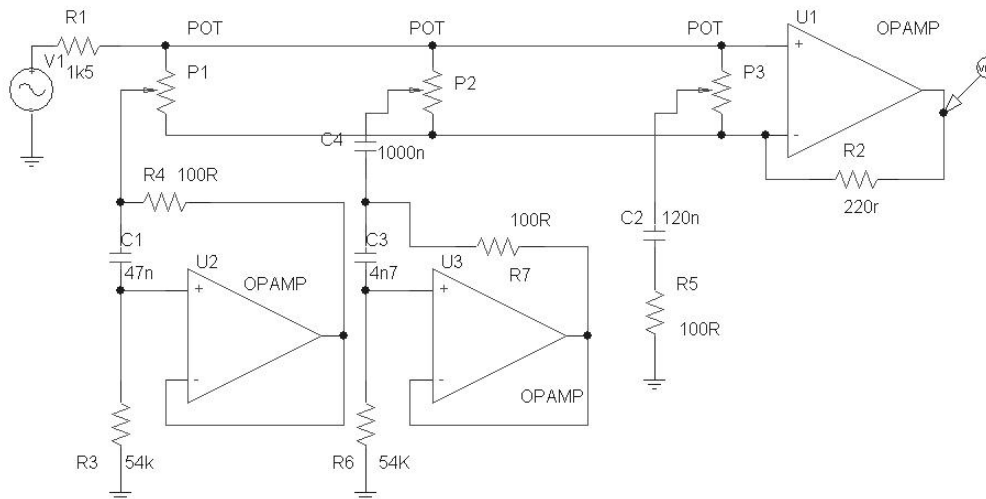 R1
POT
POT
POT
U1
OPAMP
V1
1k5
P1
P2
P3
+
-
C4
1000n
R2
220r
R4 100R
C1
47n
C3
4n7
100R
R7
C2
120n
U2
OPAMP
U3
OPAMP
+
-
+
-
R5
100R
R3
54k
R6
54K